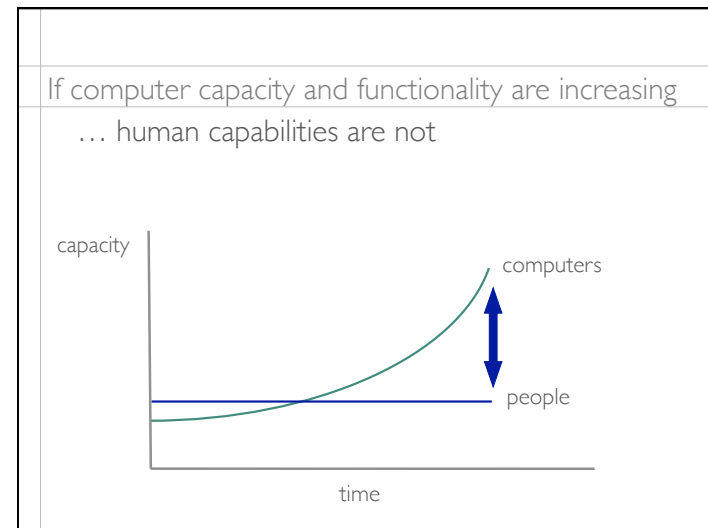 If computer capacity and functionality are increasing
… human capabilities are not
capacity
computers
people
time